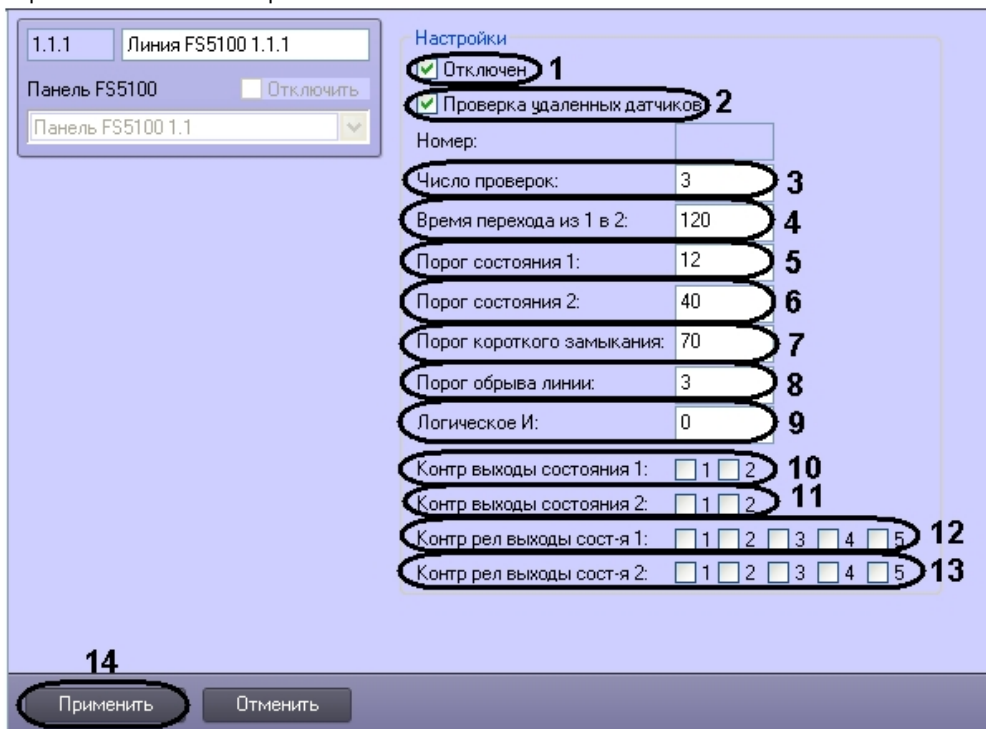 1.1.1 Линия FS5100 1.1.1
Панель FS5100 Отключить
Панель FS5100 1.1
Настройки
Отключен 1
Проверка удаленных датчиков 2
Номер:
Число проверок: 3 3
Время перехода из 1 в 2: 120 4
Порог состояния 1: 12 5
Порог состояния 2: 40 6
Порог короткого замыкания: 70 7
Порог обрыва линии: 3 8
Логическое И: 0 9
Контр выходы состояния 1: 1 2 10
Контр выходы состояния 2: 1 2 11
Контр рел выходы сост-я 1: 1 2 3 4 5 12
Контр рел выходы сост-я 2: 1 2 3 4 5 13
14
Применить Отменить